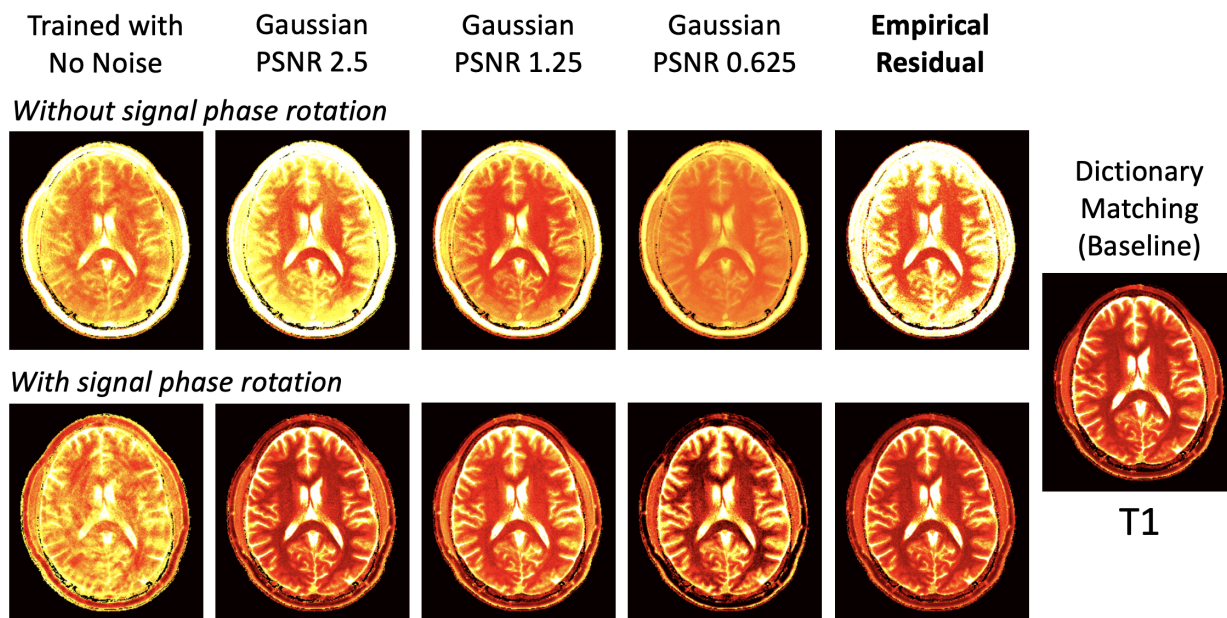 Trained with
No Noise
Gaussian
PSNR 2.5
Gaussian
PSNR 1.25
Gaussian
PSNR 0.625
Empirical
Residual
Without signal phase rotation
Dictionary
Matching
(Baseline)
With signal phase rotation
T1